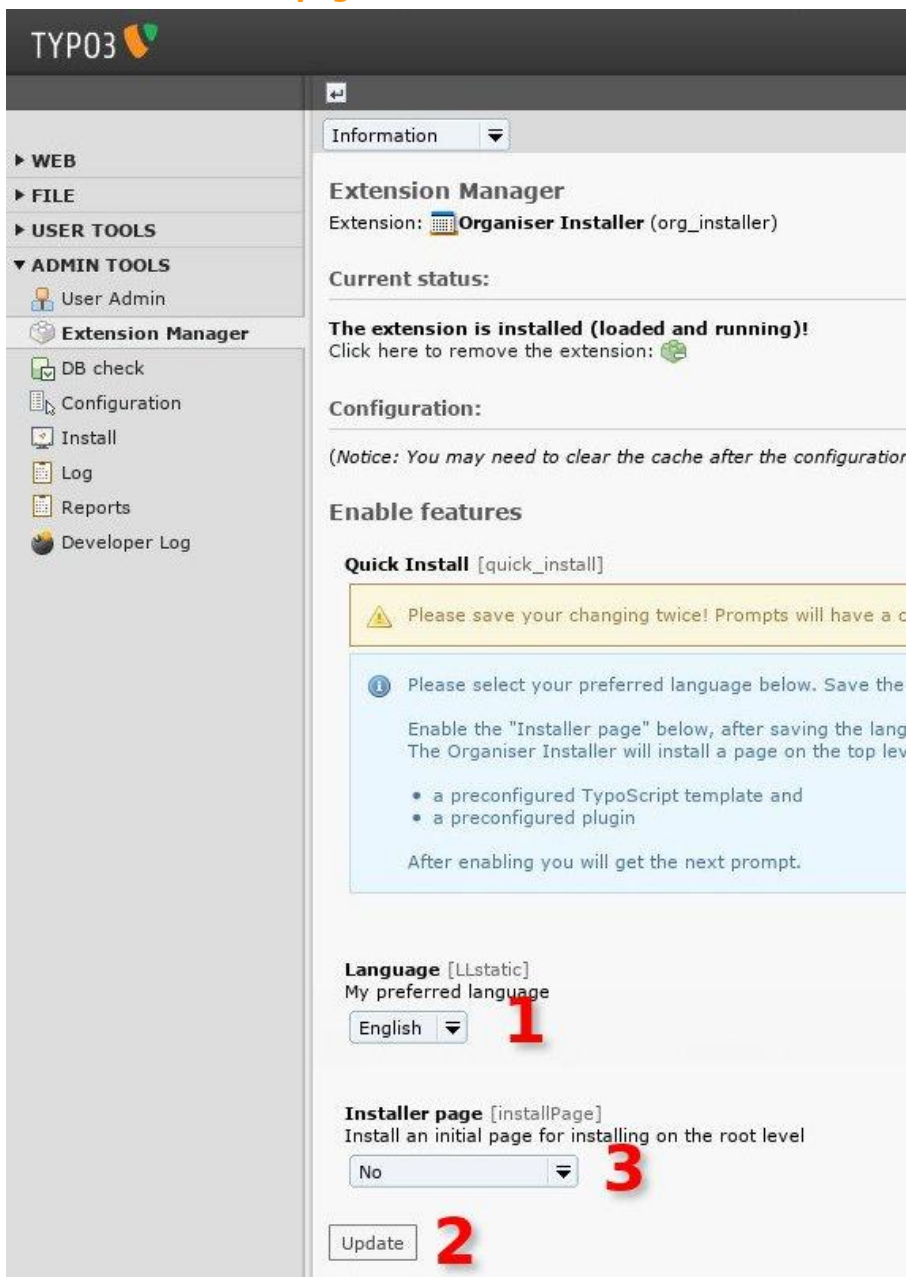 TYPO3
Information
WEB
FILE
USER TOOLS
ADMIN TOOLS
User Admin
Extension Manager
DB check
Configuration
Install
Log
Reports
Developer Log
Extension Manager
Extension: Organiser Installer (org_installer)
Current status:
The extension is installed (loaded and running)!
Click here to remove the extension:
Configuration:
(Notice: You may need to clear the cache after the configuration
Enable features
Quick Install [quick_install]
Please save your changing twice! Prompts will have a
Please select your preferred language below. Save the
Enable the "Installer page" below, after saving the lang
The Organiser Installer will install a page on the top lev
• a preconfigured TypoScript template and
• a preconfigured plugin
After enabling you will get the next prompt.
Language [LLstatic]
My preferred language
English
1
Installer page [installPage]
Install an initial page for installing on the root level
No
3
Update
2